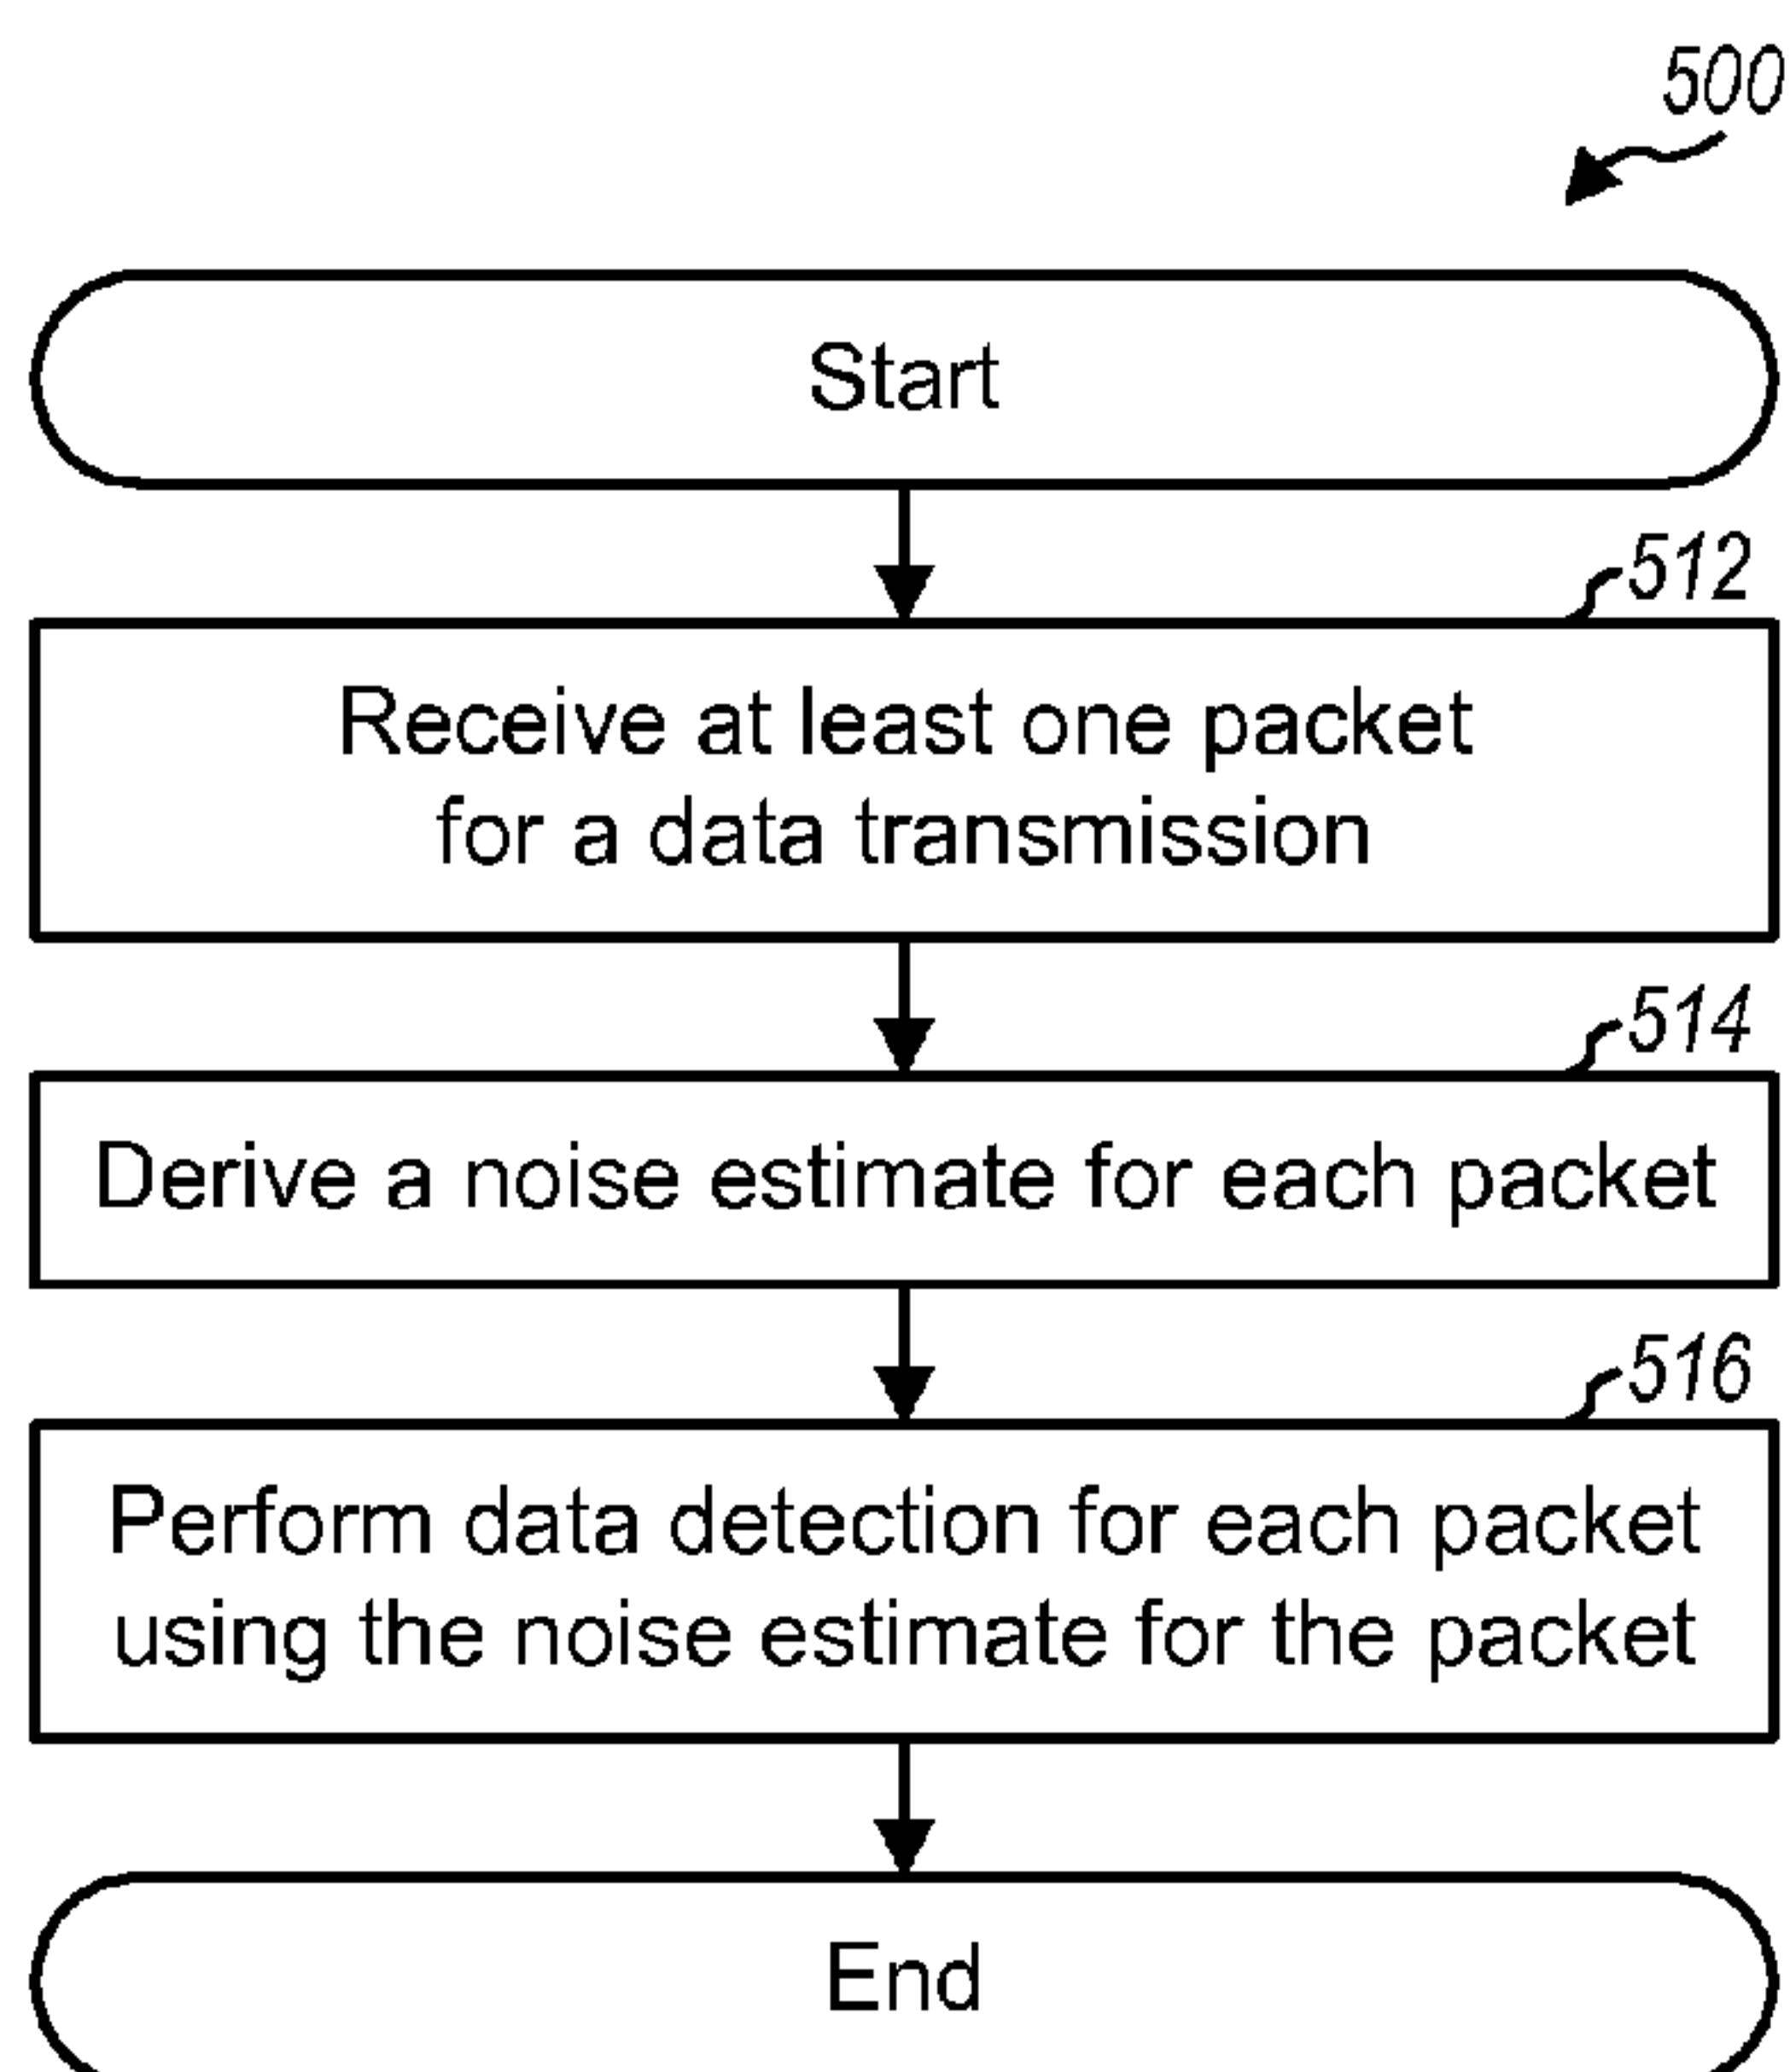 500
Start
512
Receive at least one packet
for a data transmission
514
Derive a noise estimate for each packet
516
Perform data detection for each packet
using the noise estimate for the packet
End